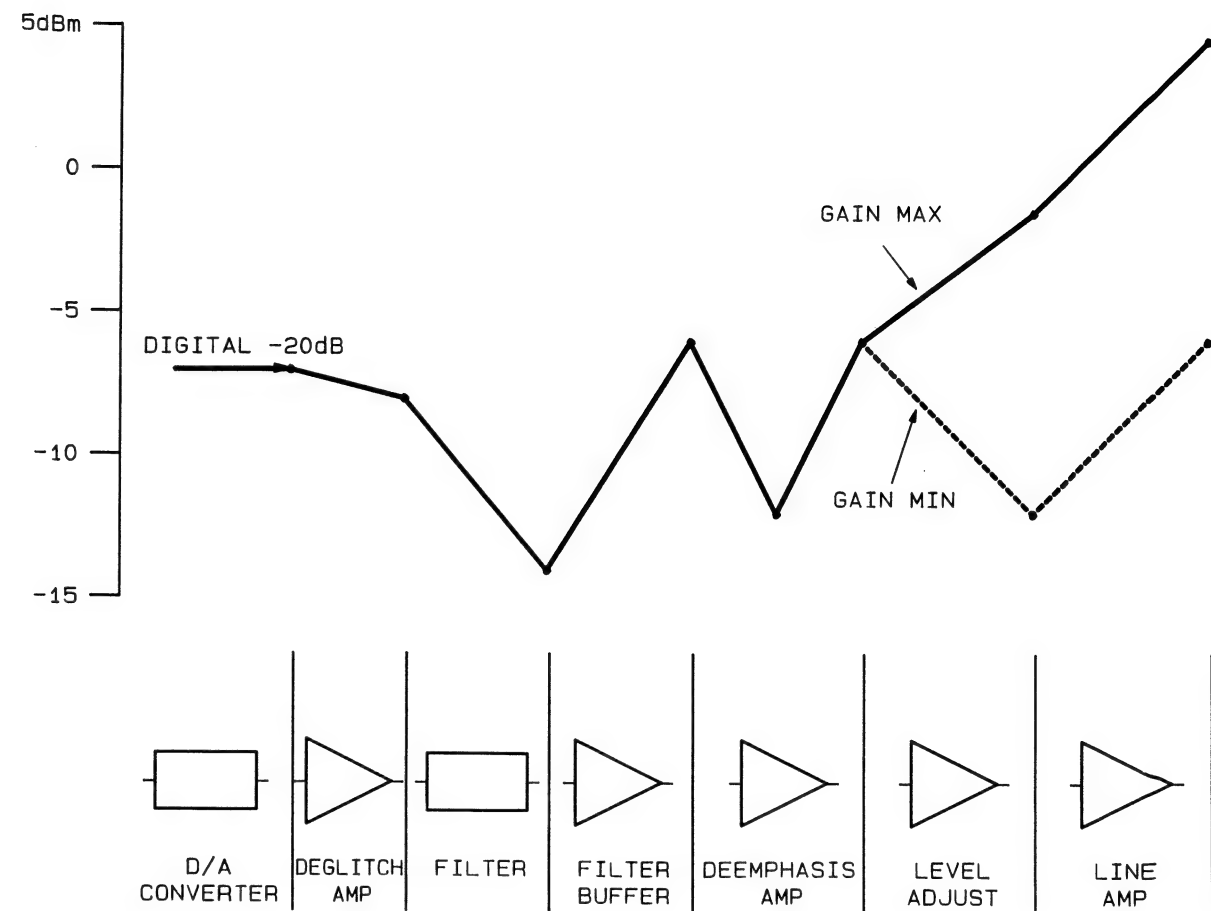 5dBm
0
GAIN MAX
-5
DIGITAL -20dB
-10
GAIN MIN
-15
D/A
CONVERTER
DEGLITCH
AMP
FILTER
FILTER
BUFFER
DEEMPHASIS
AMP
LEVEL
ADJUST
LINE
AMP